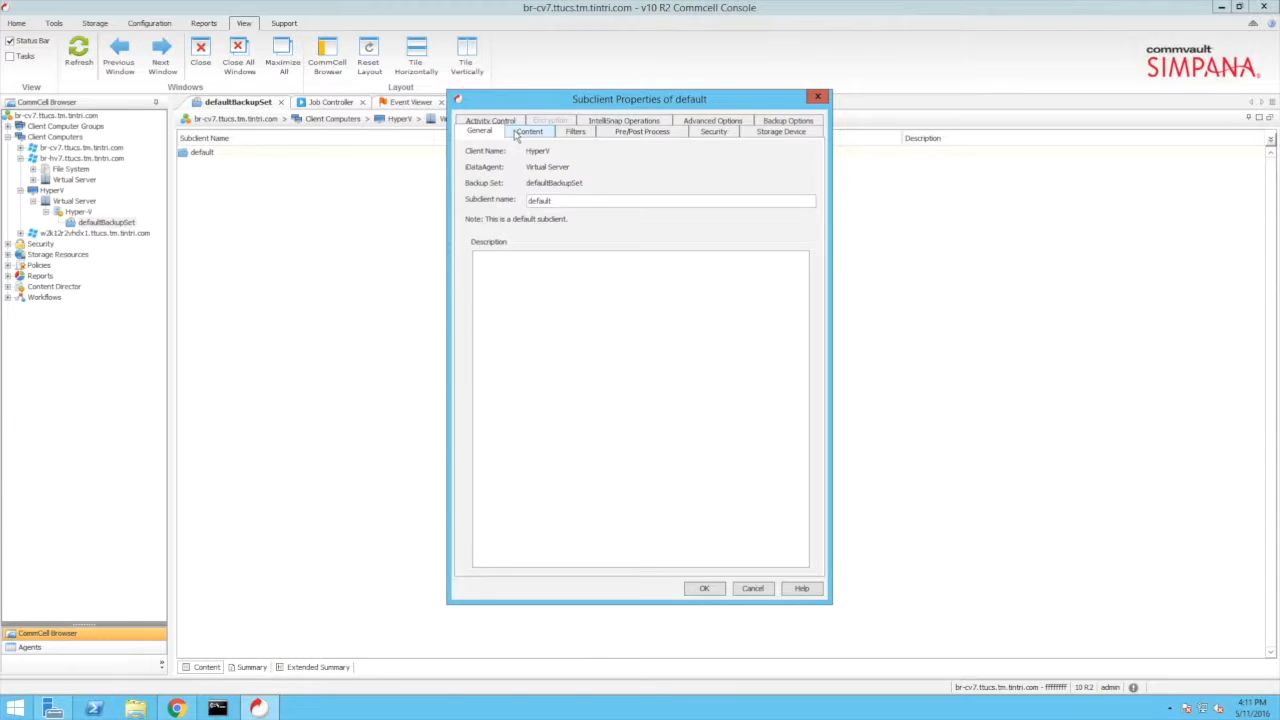 br-cv7.ttucs.tm.tintri.com - v10 R2 Commcell Console
Home Tools Storage Configuration Reports View Support
Status Bar
Tasks
Refresh
Previous Window
Next Window
Close
Close All Windows
Maximize All
CommCell Browser
Reset Layout
Tile Horizontally
Tile Vertically
View Windows Layout
commvault
SIMPANA.
CommCell Browser
br-cv7.ttucs.tm.tintri.com
Client Computer Groups
Client Computers
br-cv7.ttucs.tm.tintri.com
br-hv7.ttucs.tm.tintri.com
File System
Virtual Server
HyperV
Virtual Server
Hyper-V
defaultBackupSet
w2k12r2vhdx1.ttucs.tm.tintri.com
Security
Storage Resources
Policies
Reports
Content Director
Workflows
CommCell Browser
Agents
defaultBackupSet Job Controller Event Viewer
br-cv7.ttucs.tm.tintri.com > Client Computers > HyperV >
Subclient Name Description
default
Subclient Properties of default
Activity Control Encryption IntelliSnap Operations Advanced Options Backup Options
General Content Filters Pre/Post Process Security Storage Device
Client Name: HyperV
iDataAgent: Virtual Server
Backup Set: defaultBackupSet
Subclient name: default
Note: This is a default subclient.
Description
OK Cancel Help
Content Summary Extended Summary
br-cv7.ttucs.tm.tintri.com - ffffffff 10 R2 admin
4:11 PM
5/11/2016